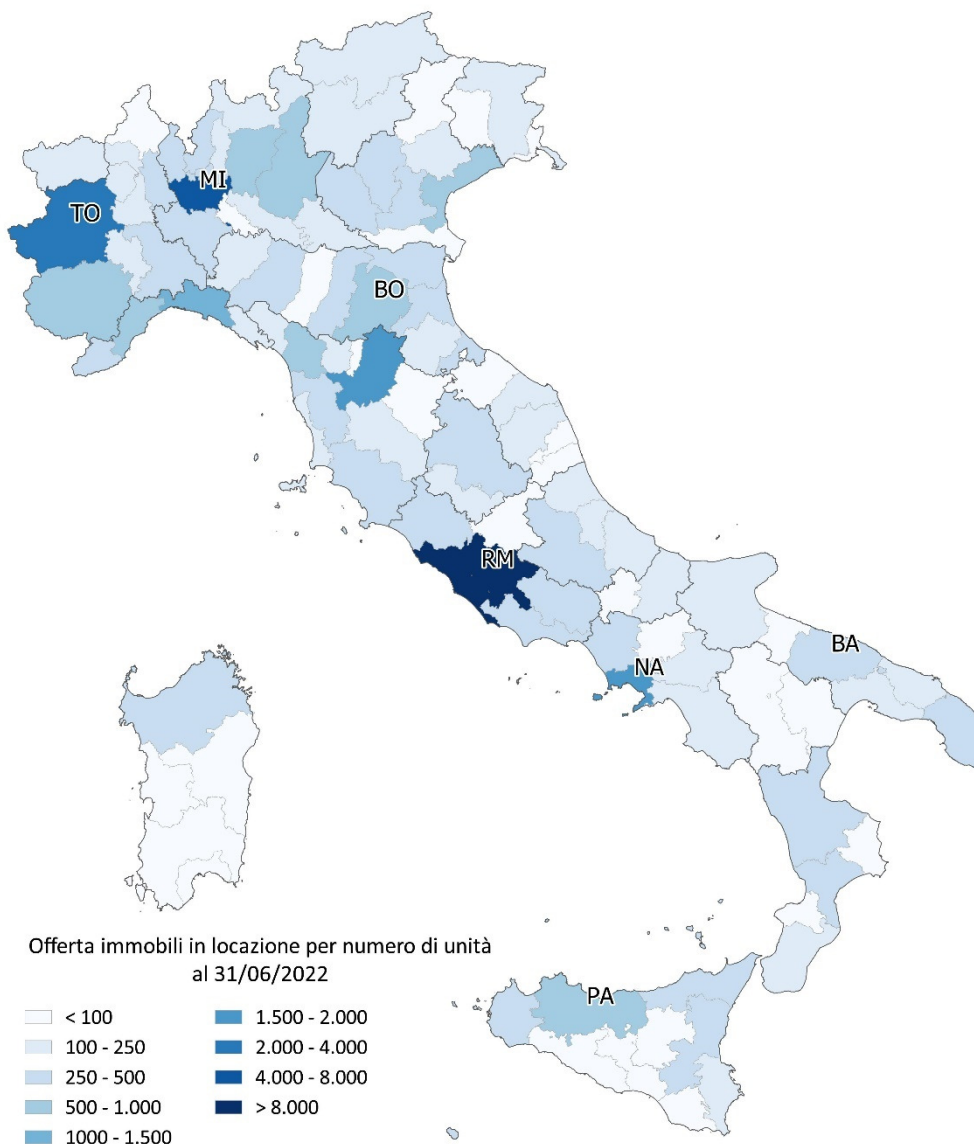 MI
TO
BO
RM
BA
NA
Offerta immobili in locazione per numero di unità
al 31/06/2022
PA
< 100
100 - 250
250 - 500
500 - 1.000
1000 - 1.500
1.500 - 2.000
2.000 - 4.000
4.000 - 8.000
> 8.000